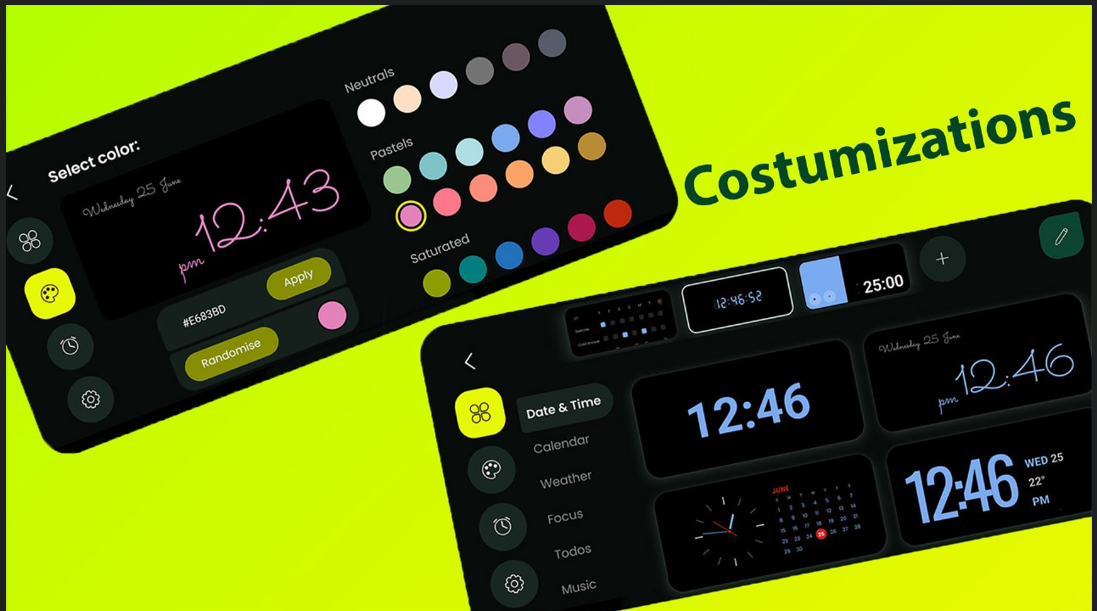 Costumizations
Select color:
Wednesday 25 June
12:43
pm
#E683BD
Apply
Randomise
Neutrals
Pastels
Saturated
12:46:52
25:00
Date & Time
Calendar
Weather
Focus
Todos
Music
12:46
Wednesday 25 June
12:46
pm
JUNE
12:46
WED 25
22°
PM